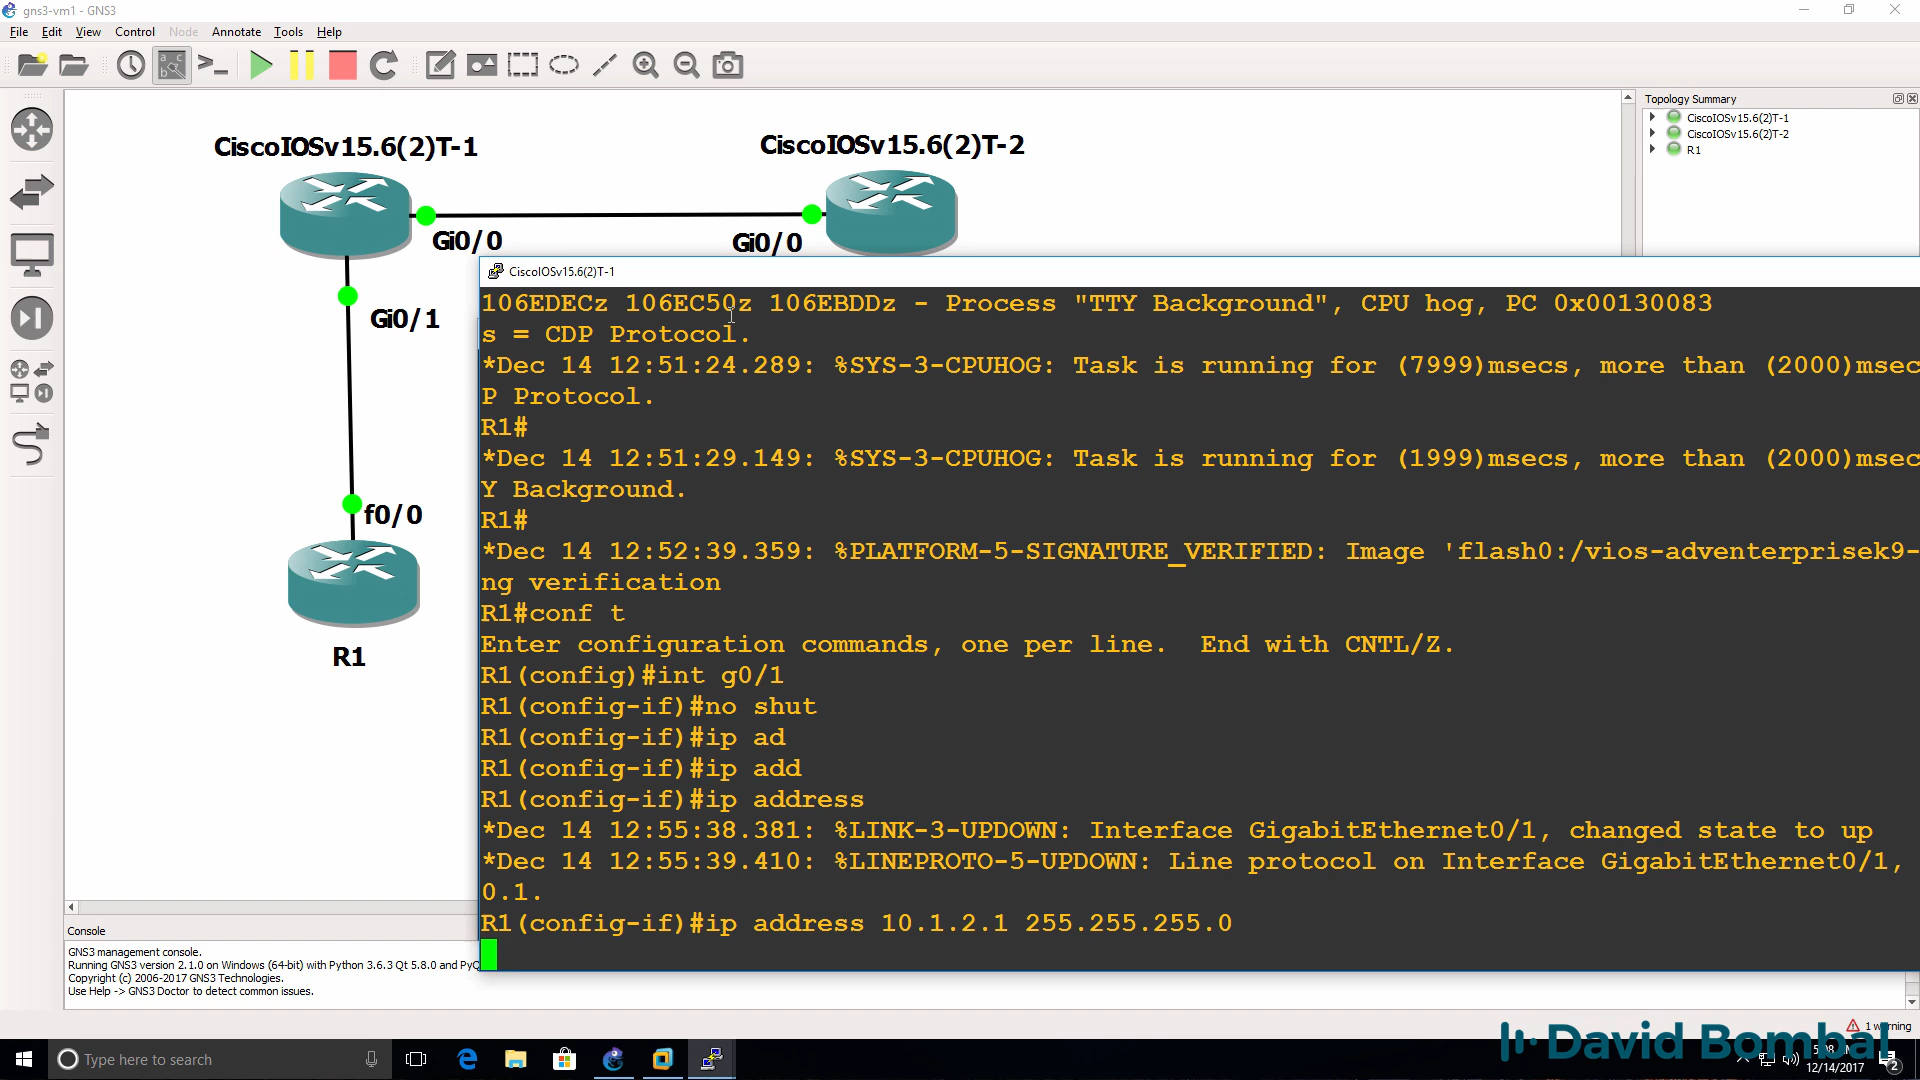 gns3-vm1 - GNS3
File Edit View Control Node Annotate Tools Help
CiscoIOSv15.6(2)T-1
CiscoIOSv15.6(2)T-2
Gi0/0
Gi0/0
Gi0/1
f0/0
R1
Topology Summary
CiscoIOSv15.6(2)T-1
CiscoIOSv15.6(2)T-2
R1
CiscoIOSv15.6(2)T-1
106EDECz 106EC50z 106EBDDz - Process "TTY Background", CPU hog, PC 0x00130083
s = CDP Protocol.
*Dec 14 12:51:24.289: %SYS-3-CPUHOG: Task is running for (7999)msecs, more than (2000)msec
P Protocol.
R1#
*Dec 14 12:51:29.149: %SYS-3-CPUHOG: Task is running for (1999)msecs, more than (2000)msec
Y Background.
R1#
*Dec 14 12:52:39.359: %PLATFORM-5-SIGNATURE_VERIFIED: Image 'flash0:/vios-adventerprisek9-
ng verification
R1#conf t
Enter configuration commands, one per line.  End with CNTL/Z.
R1(config)#int g0/1
R1(config-if)#no shut
R1(config-if)#ip ad
R1(config-if)#ip add
R1(config-if)#ip address
*Dec 14 12:55:38.381: %LINK-3-UPDOWN: Interface GigabitEthernet0/1, changed state to up
*Dec 14 12:55:39.410: %LINEPROTO-5-UPDOWN: Line protocol on Interface GigabitEthernet0/1,
0.1.
R1(config-if)#ip address 10.1.2.1 255.255.255.0
Console
GNS3 management console.
Running GNS3 version 2.1.0 on Windows (64-bit) with Python 3.6.3 Qt 5.8.0 and PyQ
Copyright (c) 2006-2017 GNS3 Technologies.
Use Help -> GNS3 Doctor to detect common issues.
1 warning
David Bombal
Type here to search
12/14/2017
2